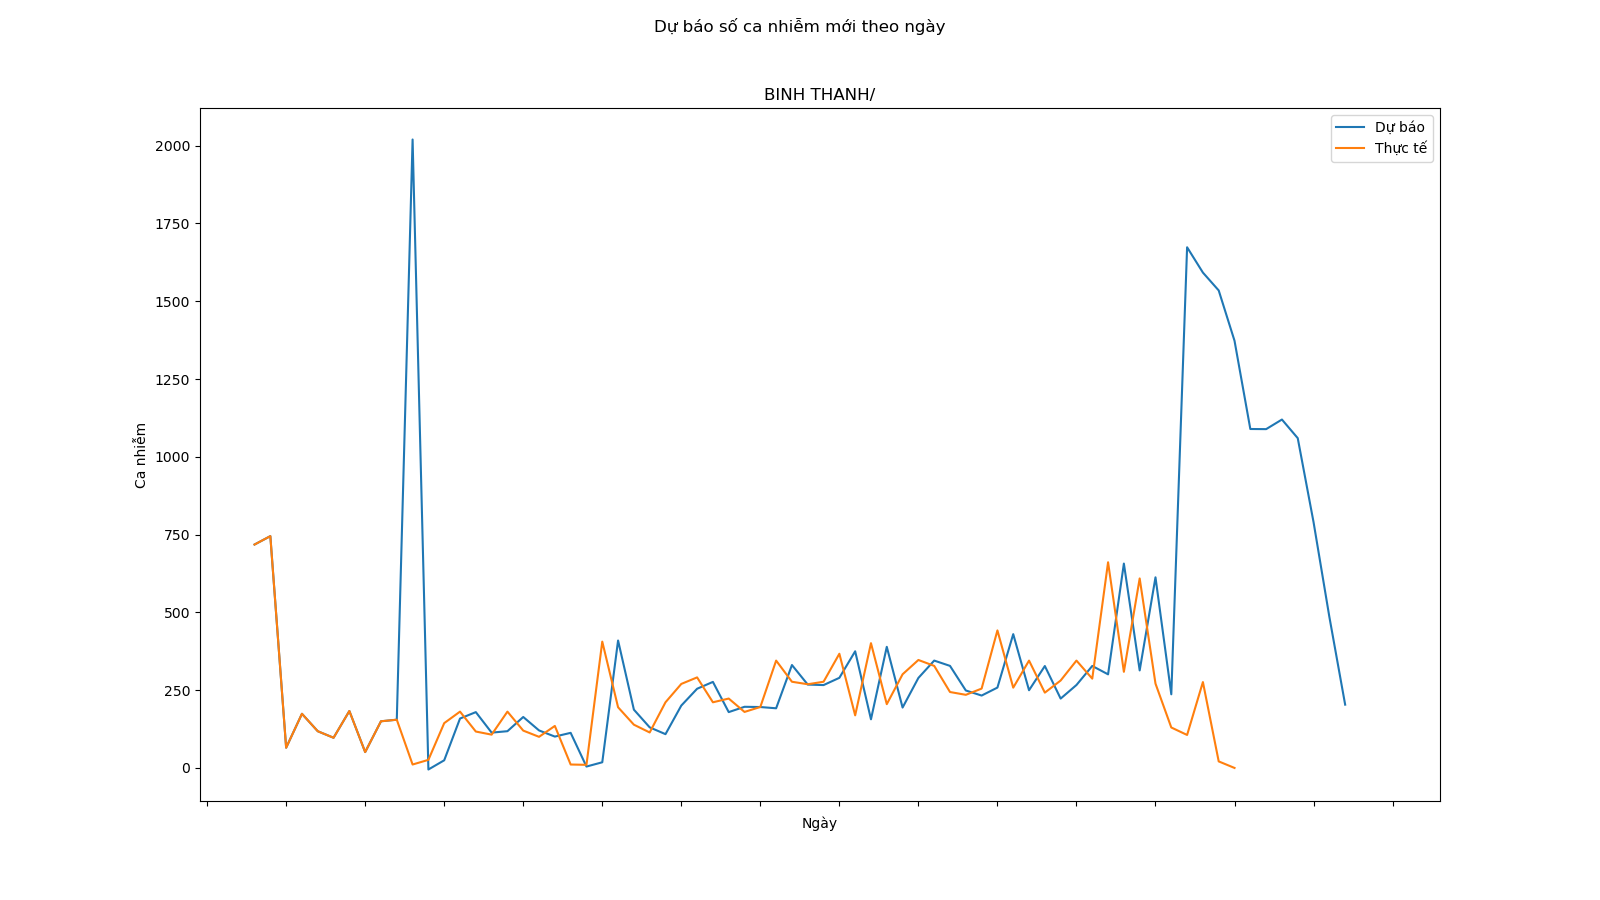 Dự báo số ca nhiễm mới theo ngày
BINH THANH/
Dự báo
Thực tế
2000
1750
1500
1250
1000
750
500
250
0
Ca nhiễm
Ngày